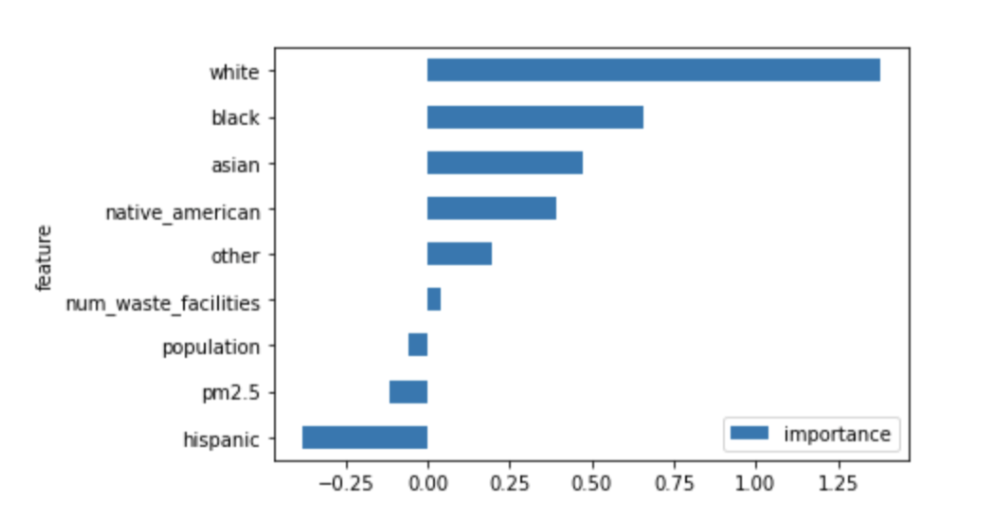 feature
white
black
asian
native_american
other
num_waste_facilities
population
pm2.5
hispanic
importance
−0.25 0.00 0.25 0.50 0.75 1.00 1.25